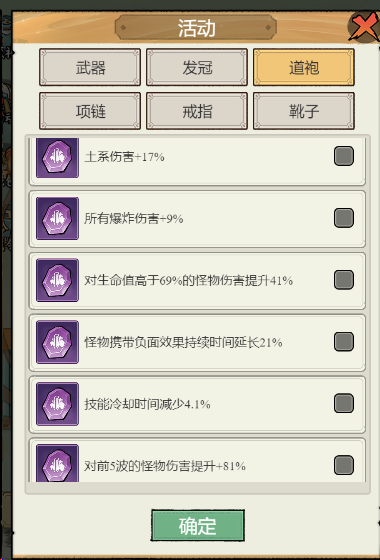 活动
武器 发冠 道袍
项链 戒指 靴子
土系伤害+17%
所有爆炸伤害+9%
对生命值高于69%的怪物伤害提升41%
怪物携带负面效果持续时间延长21%
技能冷却时间减少4.1%
对前5波的怪物伤害提升+81%
确定